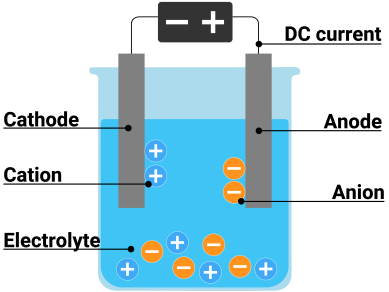 DC current
Cathode
Anode
Cation
Anion
Electrolyte